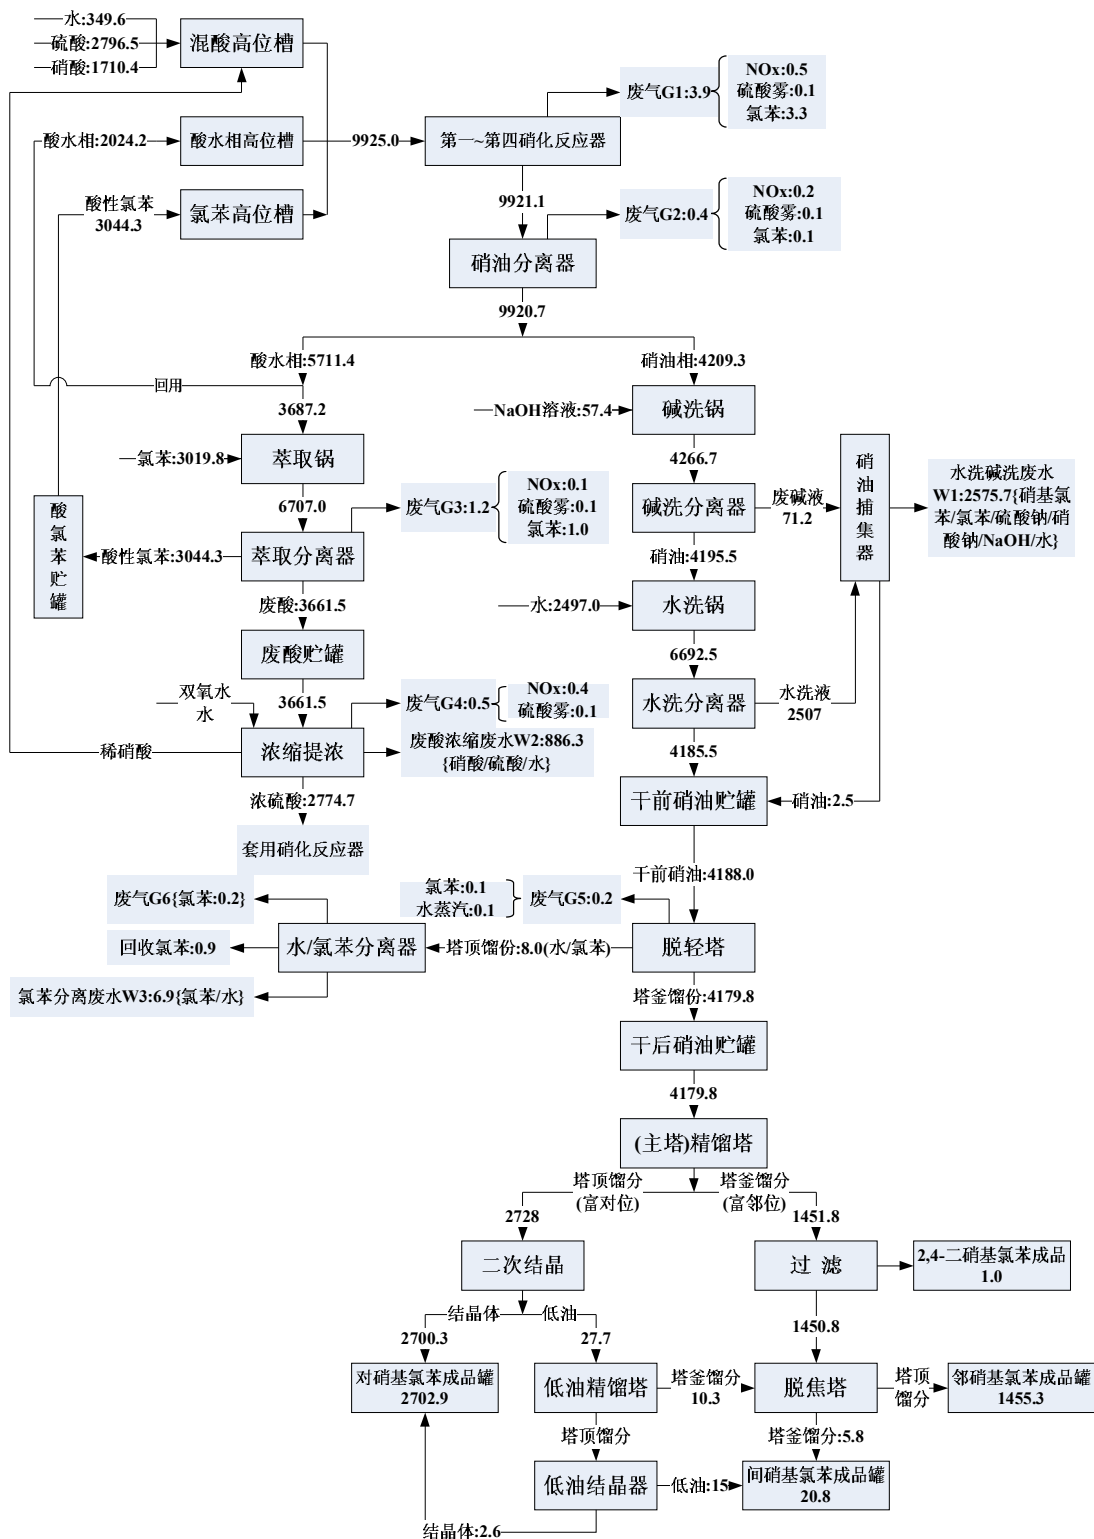 水:349.6
硫酸:2796.5
硝酸:1710.4
混酸高位槽
废气G1:3.9
NOx:0.5
硫酸雾:0.1
氯苯:3.3
酸水相:2024.2
酸水相高位槽
9925.0
第一~第四硝化反应器
酸性氯苯
3044.3
氯苯高位槽
9921.1
废气G2:0.4
NOx:0.2
硫酸雾:0.1
氯苯:0.1
硝油分离器
9920.7
酸水相:5711.4
硝油相:4209.3
回用
3687.2
NaOH溶液:57.4
碱洗锅
氯苯:3019.8
萃取锅
4266.7
硝油捕集器
水洗碱洗废水
W1:2575.7{硝基氯
苯/氯苯/硫酸钠/硝
酸钠/NaOH/水}
6707.0
废气G3:1.2
NOx:0.1
硫酸雾:0.1
氯苯:1.0
碱洗分离器
废碱液
71.2
酸氯苯贮罐
酸性氯苯:3044.3
萃取分离器
硝油:4195.5
废酸:3661.5
水:2497.0
水洗锅
废酸贮罐
6692.5
双氧水
水
3661.5
废气G4:0.5
NOx:0.4
硫酸雾:0.1
水洗分离器
水洗液
2507
稀硝酸
浓缩提浓
废酸浓缩废水W2:886.3
{硝酸/硫酸/水}
4185.5
浓硫酸:2774.7
干前硝油贮罐
硝油:2.5
套用硝化反应器
干前硝油:4188.0
废气G6{氯苯:0.2}
氯苯:0.1
水蒸汽:0.1
废气G5:0.2
回收氯苯:0.9
水/氯苯分离器
塔顶馏份:8.0(水/氯苯)
脱轻塔
氯苯分离废水W3:6.9{氯苯/水}
塔釜馏份:4179.8
干后硝油贮罐
4179.8
(主塔)精馏塔
塔顶馏分
(富对位)
塔釜馏分
(富邻位)
2728
1451.8
二次结晶
过 滤
2,4-二硝基氯苯成品
1.0
结晶体
低油
2700.3
27.7
1450.8
对硝基氯苯成品罐
2702.9
低油精馏塔
塔釜馏分
10.3
脱焦塔
塔顶
馏分
邻硝基氯苯成品罐
1455.3
塔顶馏分
塔釜馏分:5.8
低油结晶器
低油:15
间硝基氯苯成品罐
20.8
结晶体:2.6